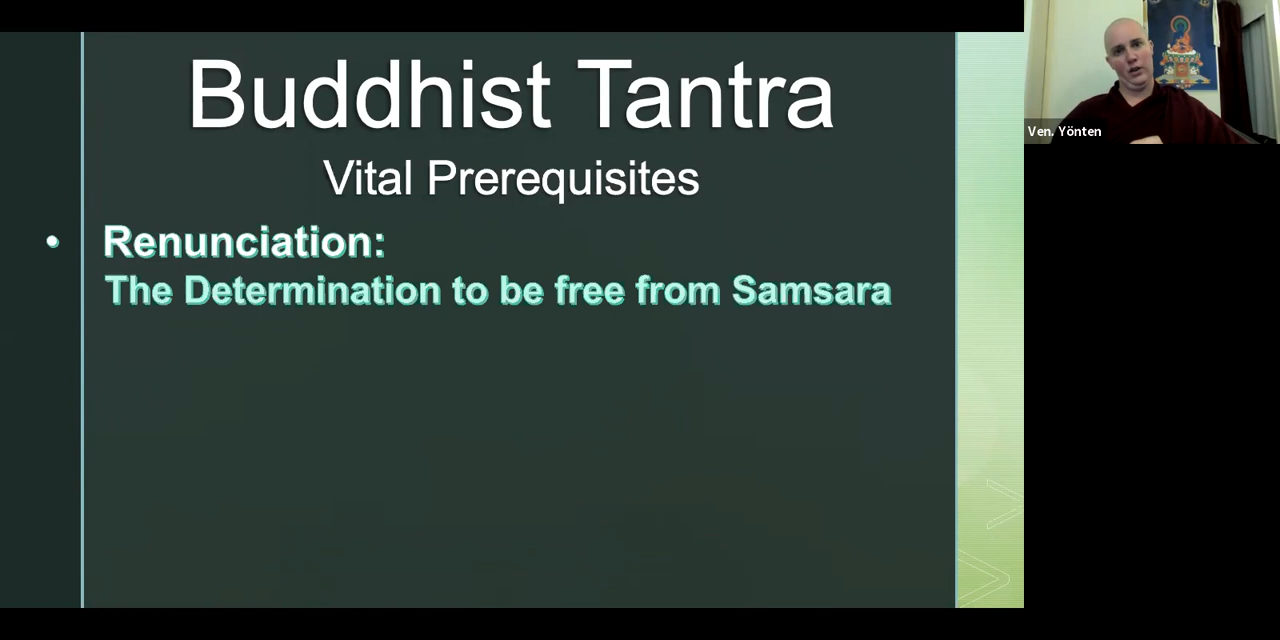 Buddhist Tantra
Vital Prerequisites
• Renunciation:
The Determination to be free from Samsara
Ven. Yönten